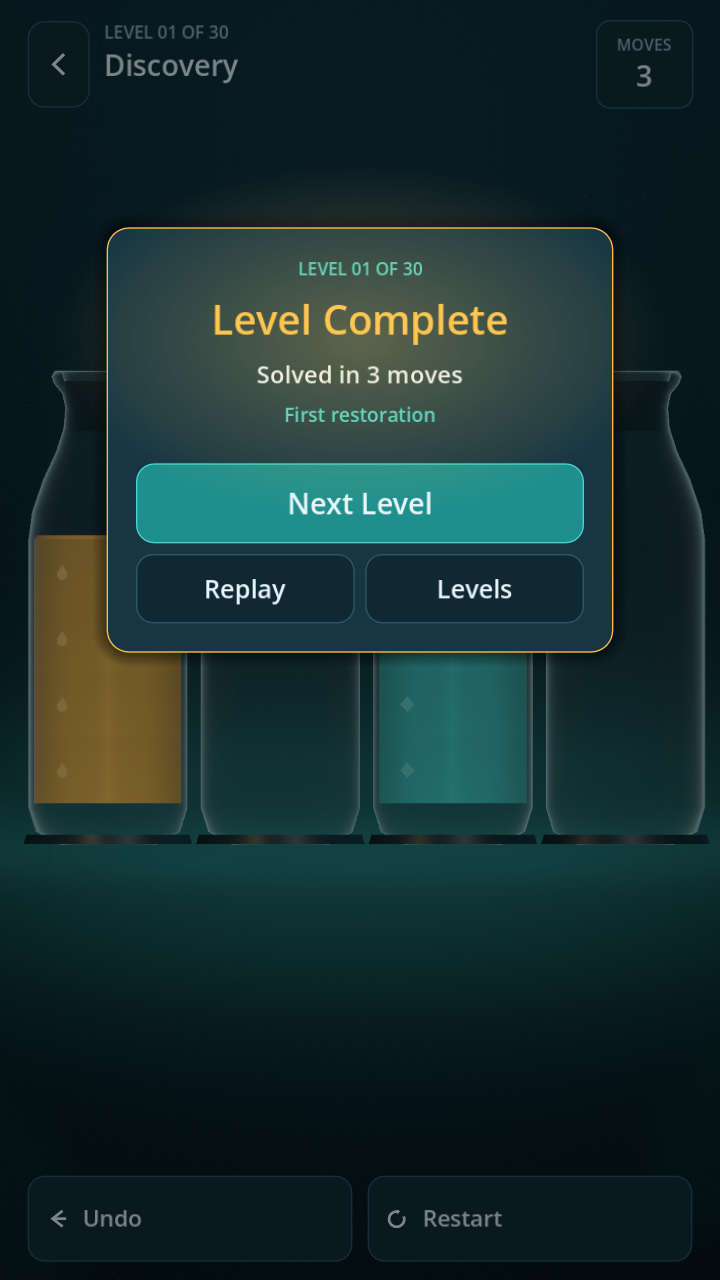 LEVEL 01 OF 30
Discovery
MOVES
3
LEVEL 01 OF 30
Level Complete
Solved in 3 moves
First restoration
Next Level
Replay
Levels
Undo
Restart